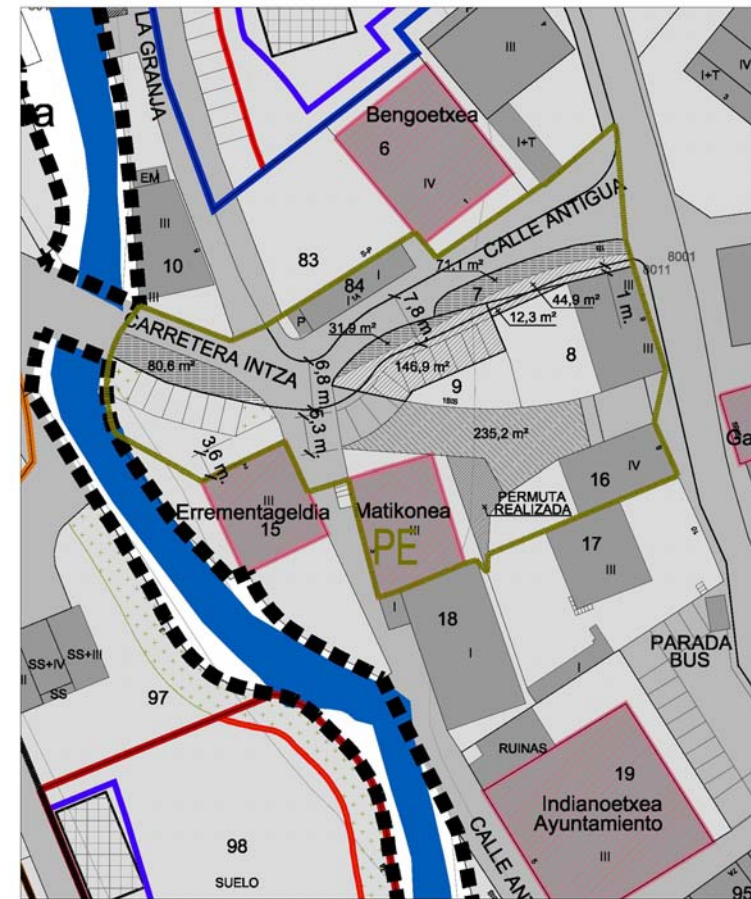 LA GRANJA
a
EM
III
10
III
Bengoetxea
6
IV
III
I+T
I+T
IV
83
84
I
1A
S-P
P
CALLE ANTIGUA
CARRETERA INTZA
71,1 m²
7
7,8 m.
31,9 m²
44,9 m²
12,3 m²
1 m.
8001
8011
III
8
III
80,6 m²
6,8 m.
5,3 m.
3,6 m.
146,9 m²
9
235,2 m²
16
IV
Ga
PERMUTA
REALIZADA
III
Errementageldia
15
Matikonea
III
PE
17
III
18
I
I
I
PARADA
BUS
SS+IV
SS+III
SS
II
97
RUINAS
19
Indianoetxea
Ayuntamiento
III
98
SUELO
CALLE ANT
95